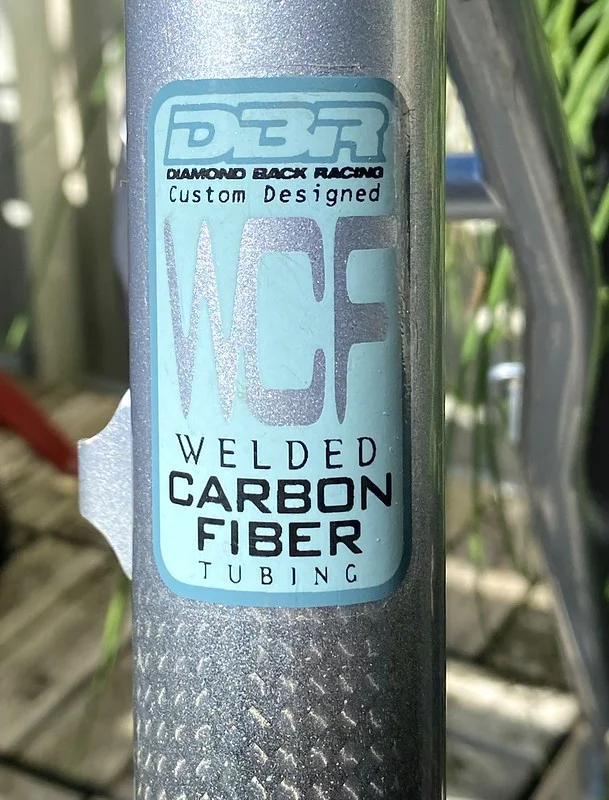 DBR
DIAMOND BACK RACING
Custom Designed
WCF
WELDED
CARBON
FIBER
TUBING